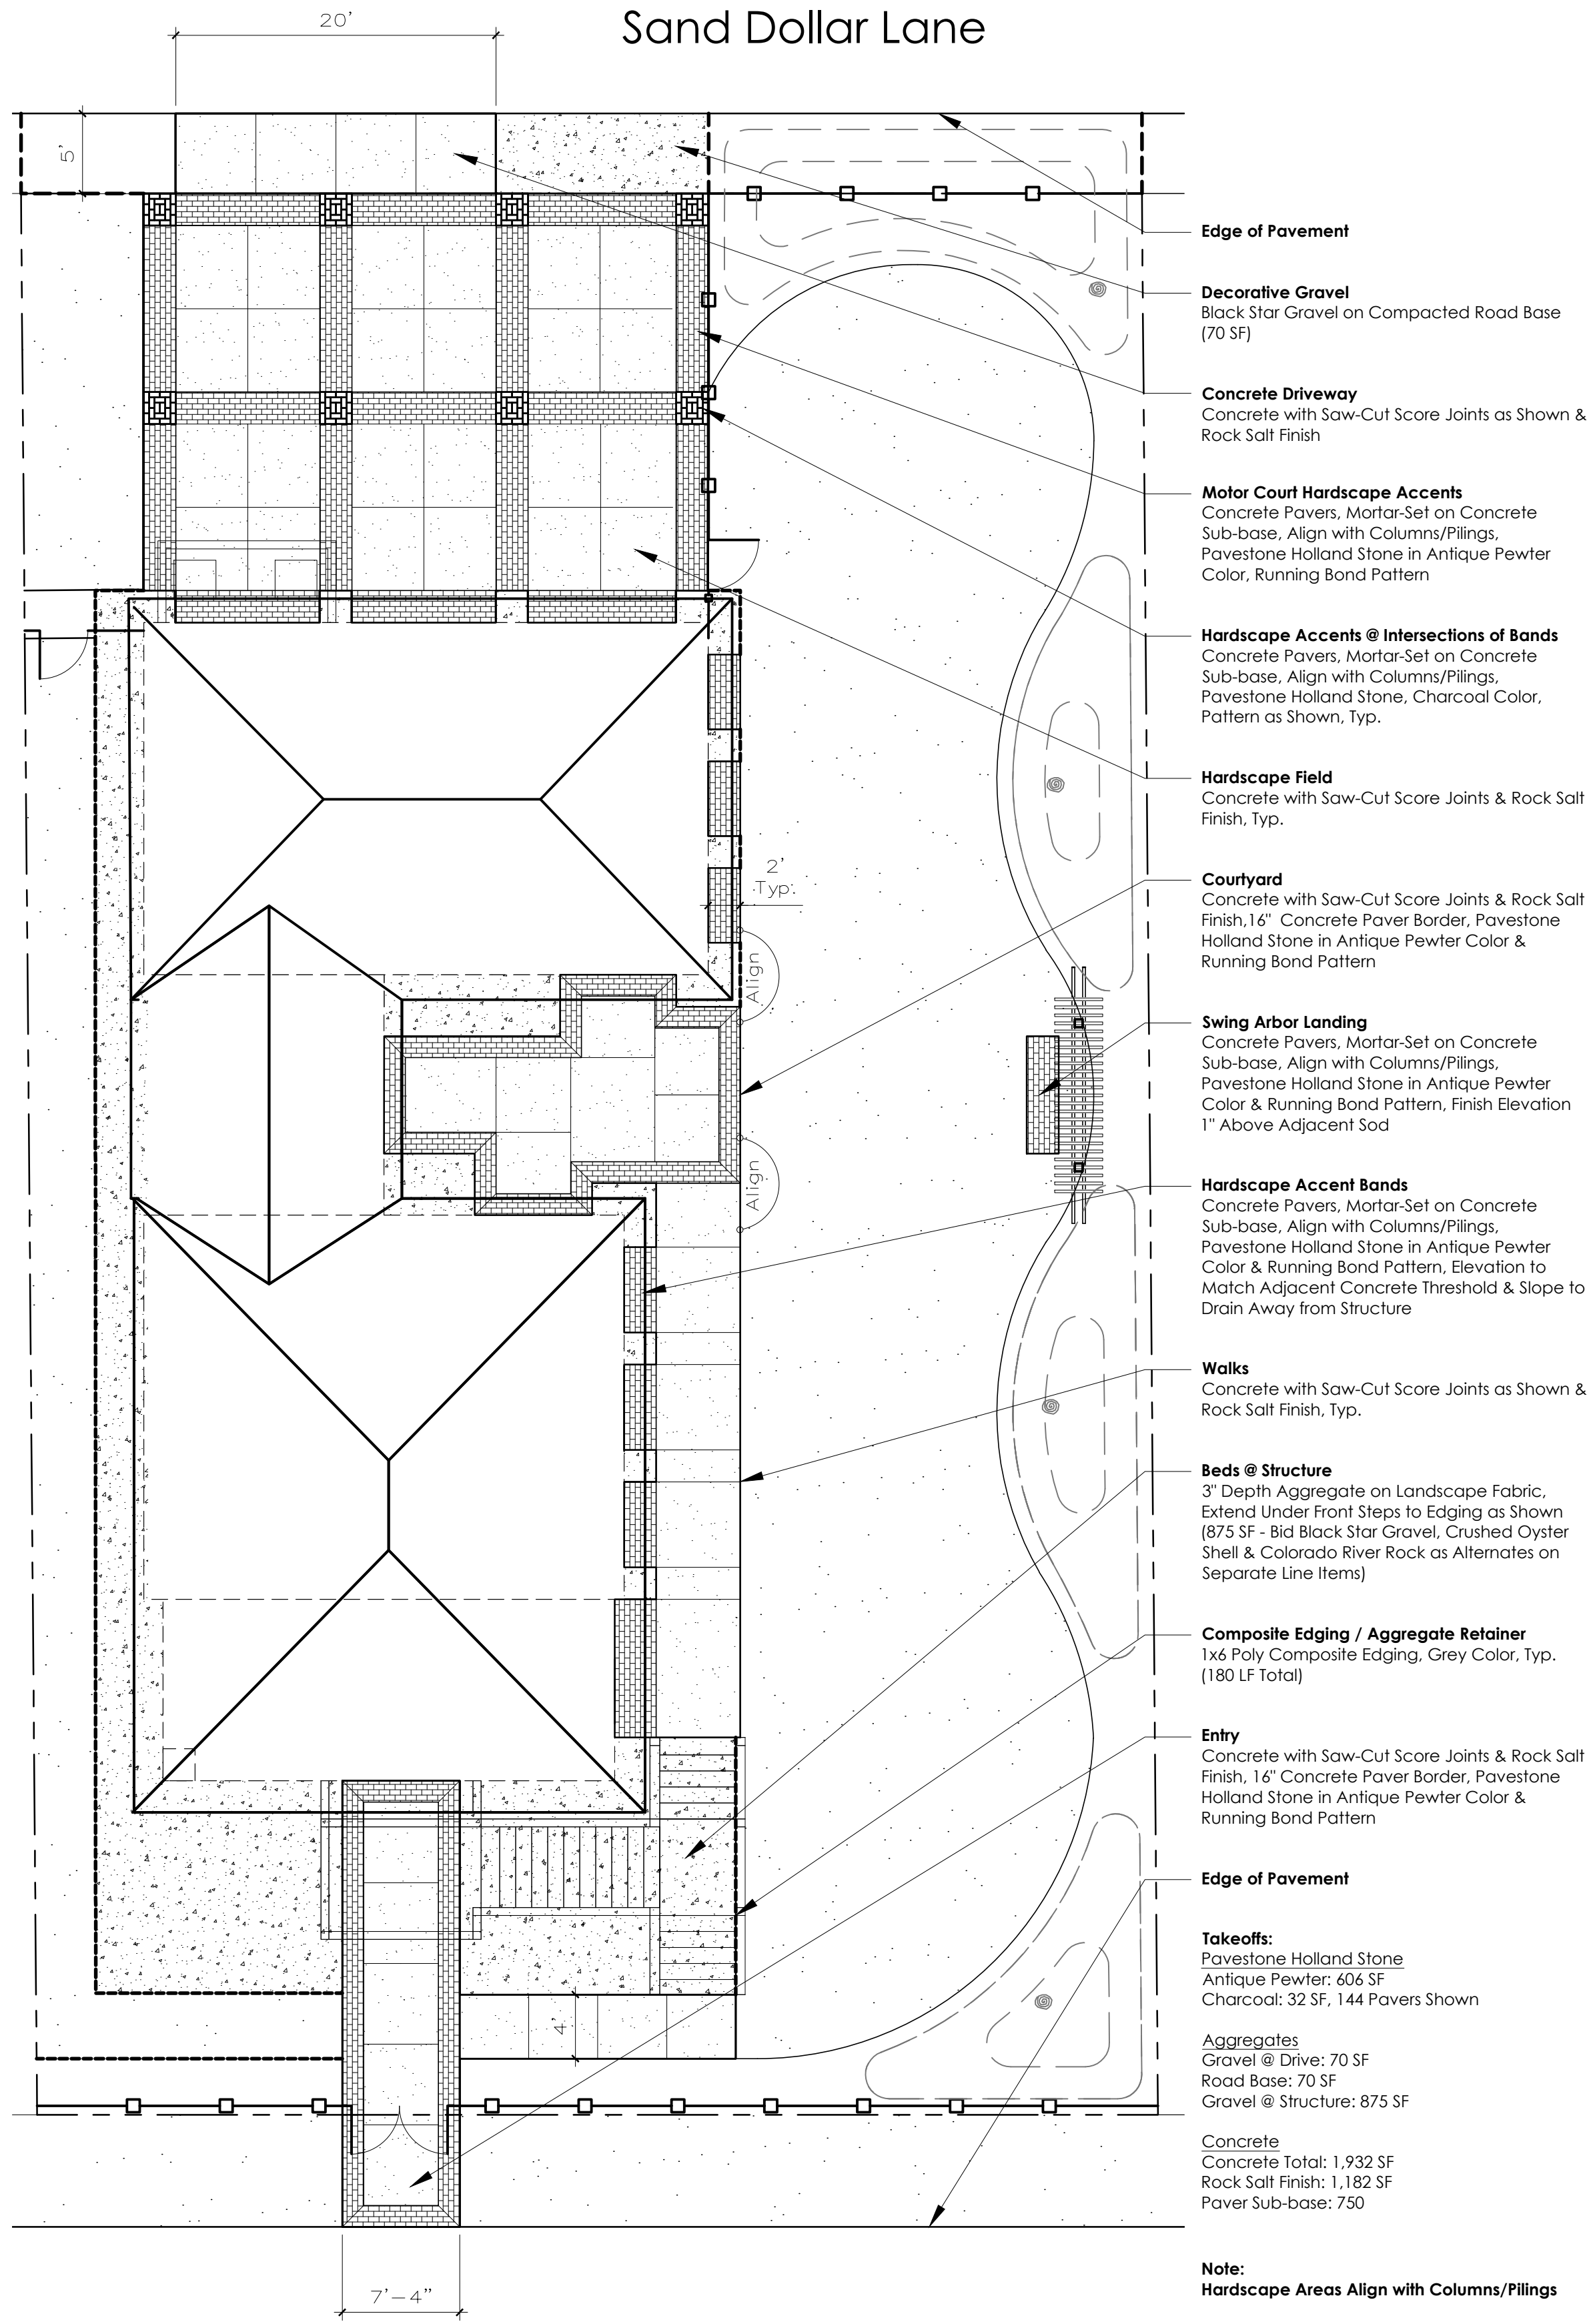 Sand Dollar Lane
20'
5'
Edge of Pavement
Decorative Gravel
Black Star Gravel on Compacted Road Base
(70 SF)
Concrete Driveway
Concrete with Saw-Cut Score Joints as Shown &
Rock Salt Finish
Motor Court Hardscape Accents
Concrete Pavers, Mortar-Set on Concrete
Sub-base, Align with Columns/Pilings,
Pavestone Holland Stone in Antique Pewter
Color, Running Bond Pattern
Hardscape Accents @ Intersections of Bands
Concrete Pavers, Mortar-Set on Concrete
Sub-base, Align with Columns/Pilings,
Pavestone Holland Stone, Charcoal Color,
Pattern as Shown, Typ.
Hardscape Field
Concrete with Saw-Cut Score Joints & Rock Salt
Finish, Typ.
2'
Typ.
Align
Align
Courtyard
Concrete with Saw-Cut Score Joints & Rock Salt
Finish,16" Concrete Paver Border, Pavestone
Holland Stone in Antique Pewter Color &
Running Bond Pattern
Swing Arbor Landing
Concrete Pavers, Mortar-Set on Concrete
Sub-base, Align with Columns/Pilings,
Pavestone Holland Stone in Antique Pewter
Color & Running Bond Pattern, Finish Elevation
1" Above Adjacent Sod
Hardscape Accent Bands
Concrete Pavers, Mortar-Set on Concrete
Sub-base, Align with Columns/Pilings,
Pavestone Holland Stone in Antique Pewter
Color & Running Bond Pattern, Elevation to
Match Adjacent Concrete Threshold & Slope to
Drain Away from Structure
Walks
Concrete with Saw-Cut Score Joints as Shown &
Rock Salt Finish, Typ.
Beds @ Structure
3" Depth Aggregate on Landscape Fabric,
Extend Under Front Steps to Edging as Shown
(875 SF - Bid Black Star Gravel, Crushed Oyster
Shell & Colorado River Rock as Alternates on
Separate Line Items)
Composite Edging / Aggregate Retainer
1x6 Poly Composite Edging, Grey Color, Typ.
(180 LF Total)
Entry
Concrete with Saw-Cut Score Joints & Rock Salt
Finish, 16" Concrete Paver Border, Pavestone
Holland Stone in Antique Pewter Color &
Running Bond Pattern
Edge of Pavement
4'
7'-4"
Takeoffs:
Pavestone Holland Stone
Antique Pewter: 606 SF
Charcoal: 32 SF, 144 Pavers Shown
Aggregates
Gravel @ Drive: 70 SF
Road Base: 70 SF
Gravel @ Structure: 875 SF
Concrete
Concrete Total: 1,932 SF
Rock Salt Finish: 1,182 SF
Paver Sub-base: 750
Note:
Hardscape Areas Align with Columns/Pilings